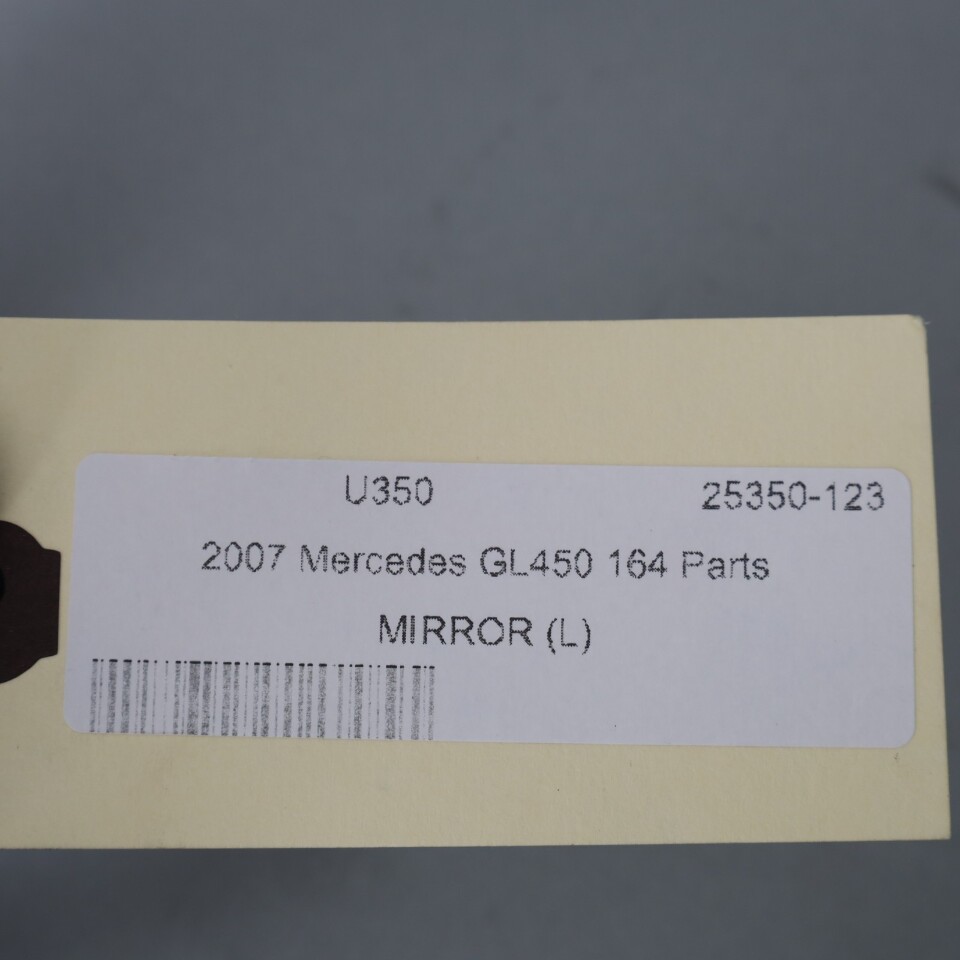 U350 25350-123
2007 Mercedes GL450 164 Parts
MIRROR (L)